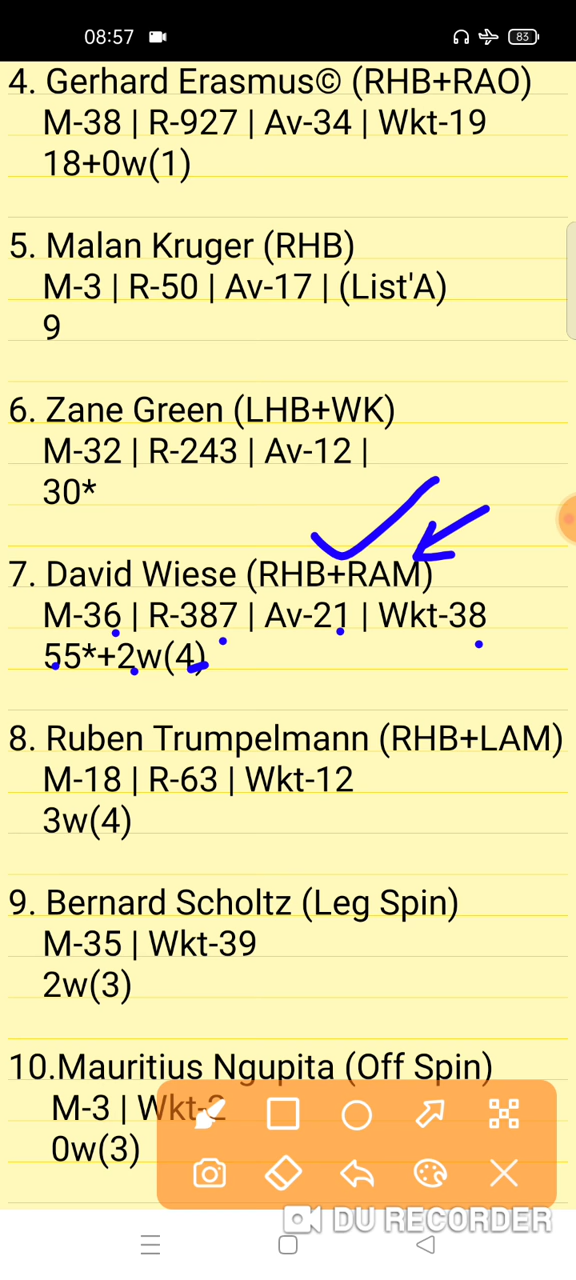 08:57
83
4. Gerhard Erasmus© (RHB+RAO)
M-38 | R-927 | Av-34 | Wkt-19
18+0w(1)
5. Malan Kruger (RHB)
M-3 | R-50 | Av-17 | (List'A)
9
6. Zane Green (LHB+WK)
M-32 | R-243 | Av-12 |
30*
7. David Wiese (RHB+RAM)
M-36 | R-387 | Av-21 | Wkt-38
55*+2w(4)
8. Ruben Trumpelmann (RHB+LAM)
M-18 | R-63 | Wkt-12
3w(4)
9. Bernard Scholtz (Leg Spin)
M-35 | Wkt-39
2w(3)
10.Mauritius Ngupita (Off Spin)
M-3 | Wkt-2
0w(3)
DU RECORDER